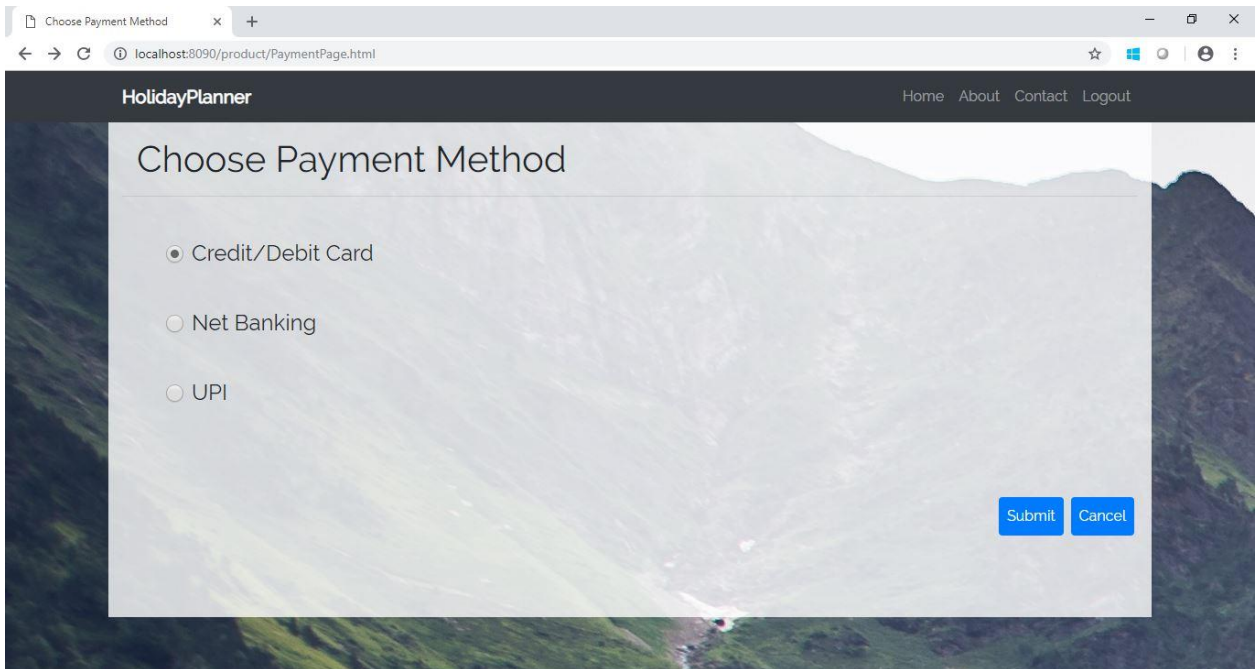 Choose Payment Method
localhost:8090/product/PaymentPage.html
HolidayPlanner Home About Contact Logout
Choose Payment Method
Credit/Debit Card
Net Banking
UPI
Submit Cancel